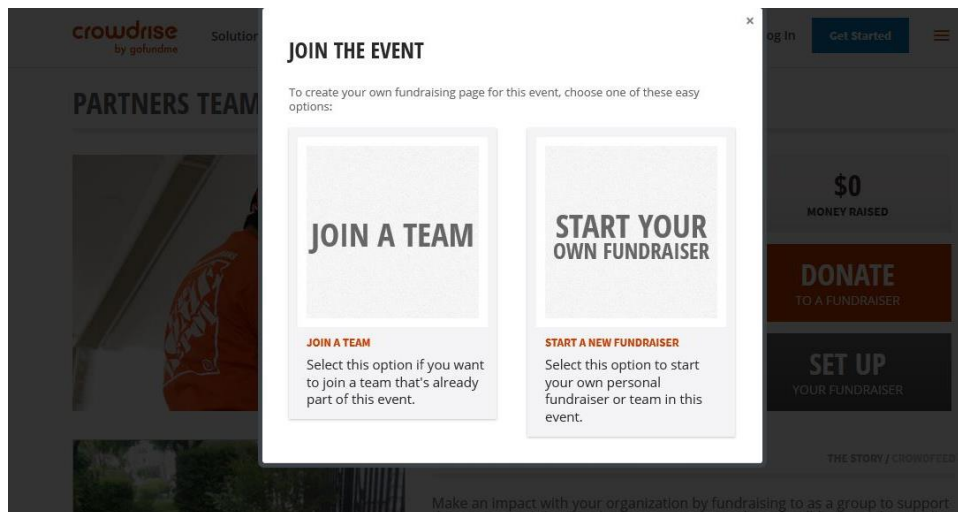 crowdrise
by gofundme
Solution
og In
Get Started
×
JOIN THE EVENT
To create your own fundraising page for this event, choose one of these easy
options:
PARTNERS TEAM
JOIN A TEAM
START YOUR
OWN FUNDRAISER
JOIN A TEAM
Select this option if you want
to join a team that's already
part of this event.
START A NEW FUNDRAISER
Select this option to start
your own personal
fundraiser or team in this
event.
$0
MONEY RAISED
DONATE
TO A FUNDRAISER
SET UP
YOUR FUNDRAISER
THE STORY / CROWDFEED
Make an impact with your organization by fundraising to as a group to support